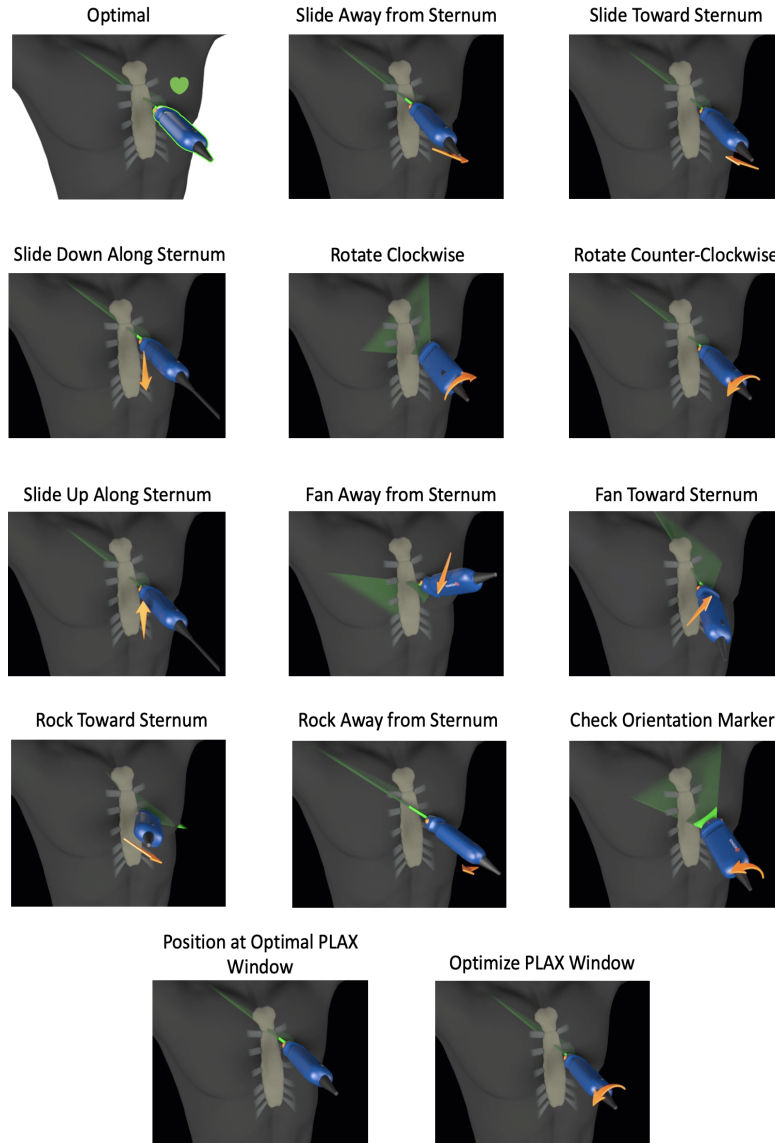 Optimal
Slide Away from Sternum
Slide Toward Sternum
Slide Down Along Sternum
Rotate Clockwise
Rotate Counter-Clockwise
Slide Up Along Sternum
Fan Away from Sternum
Fan Toward Sternum
Rock Toward Sternum
Rock Away from Sternum
Check Orientation Marker
Position at Optimal PLAX
Window
Optimize PLAX Window